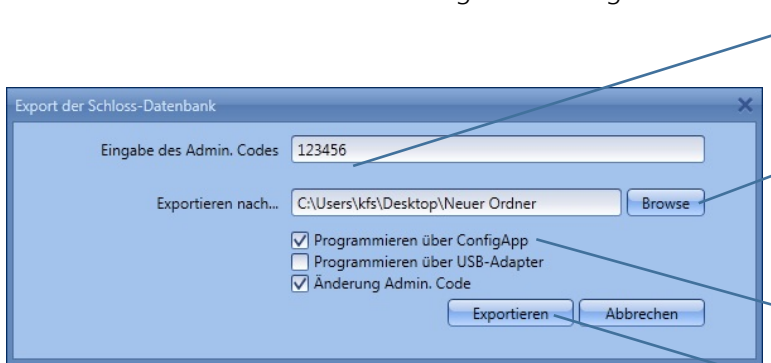 Export der Schloss-Datenbank
Eingabe des Admin. Codes 123456
Exportieren nach... C:\Users\kfs\Desktop\Neuer Ordner Browse
Programmieren über ConfigApp
Programmieren über USB-Adapter
Änderung Admin. Code
Exportieren Abbrechen